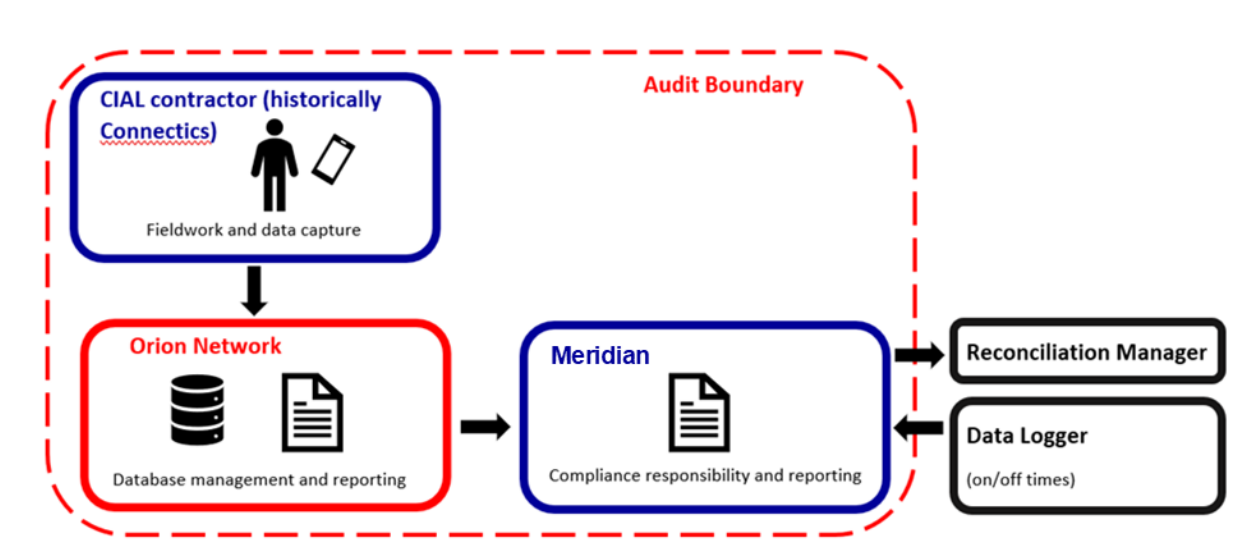 Audit Boundary
CIAL contractor (historically
Connectics)
Fieldwork and data capture
Orion Network
Database management and reporting
Meridian
Compliance responsibility and reporting
Reconciliation Manager
Data Logger
(on/off times)